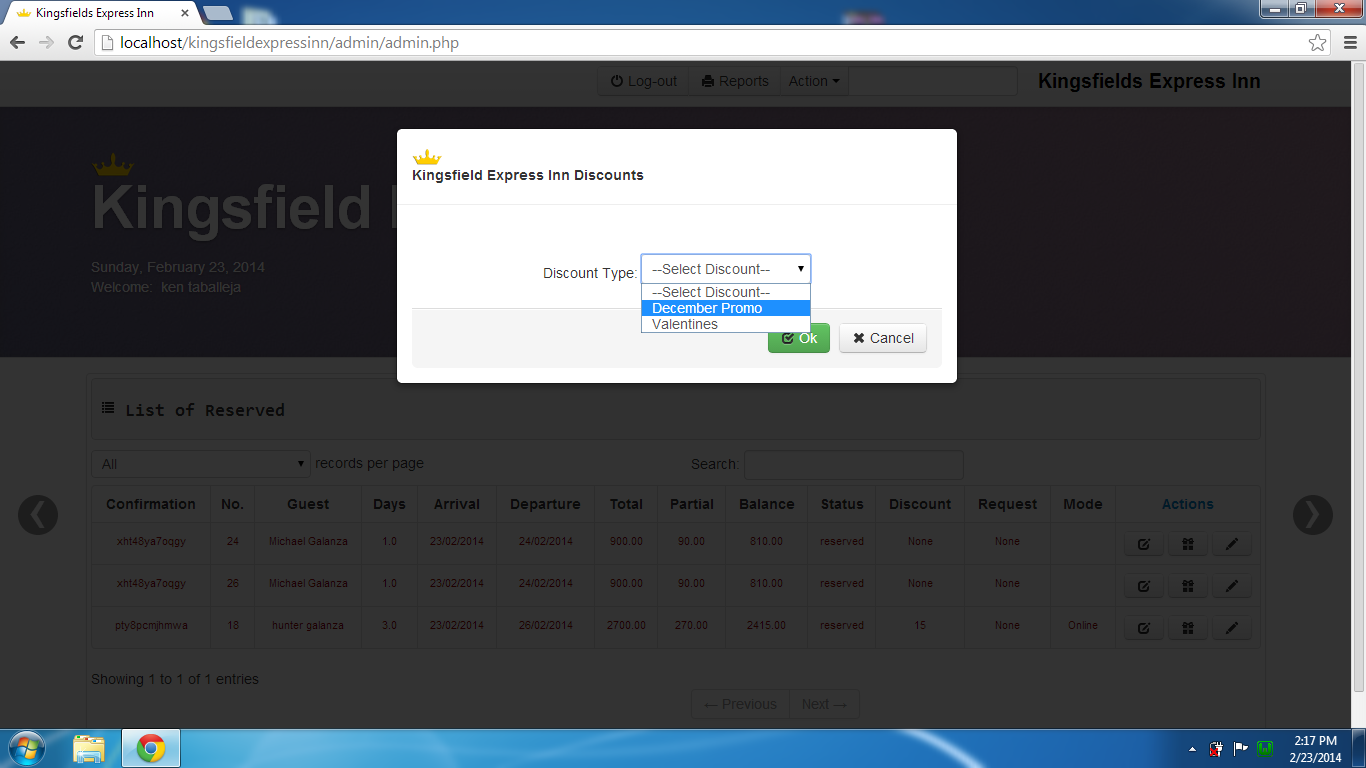 Kingsfields Express Inn
localhost/kingsfieldexpressinn/admin/admin.php
Log-out Reports Action Kingsfields Express Inn
Kingsfield Express Inn Discounts
Kingsfield
Sunday, February 23, 2014
Welcome: ken taballeja
Discount Type: --Select Discount--
--Select Discount--
December Promo
Valentines
Ok Cancel
List of Reserved
All records per page Search:
Confirmation No. Guest Days Arrival Departure Total Partial Balance Status Discount Request Mode Actions
xht48ya7oqgy 24 Michael Galanza 1.0 23/02/2014 24/02/2014 900.00 90.00 810.00 reserved None None
xht48ya7oqgy 26 Michael Galanza 1.0 23/02/2014 24/02/2014 900.00 90.00 810.00 reserved None None
pty8pcmjhmwa 18 hunter galanza 3.0 23/02/2014 26/02/2014 2700.00 270.00 2415.00 reserved 15 None Online
Showing 1 to 1 of 1 entries
← Previous Next →
2:17 PM
2/23/2014